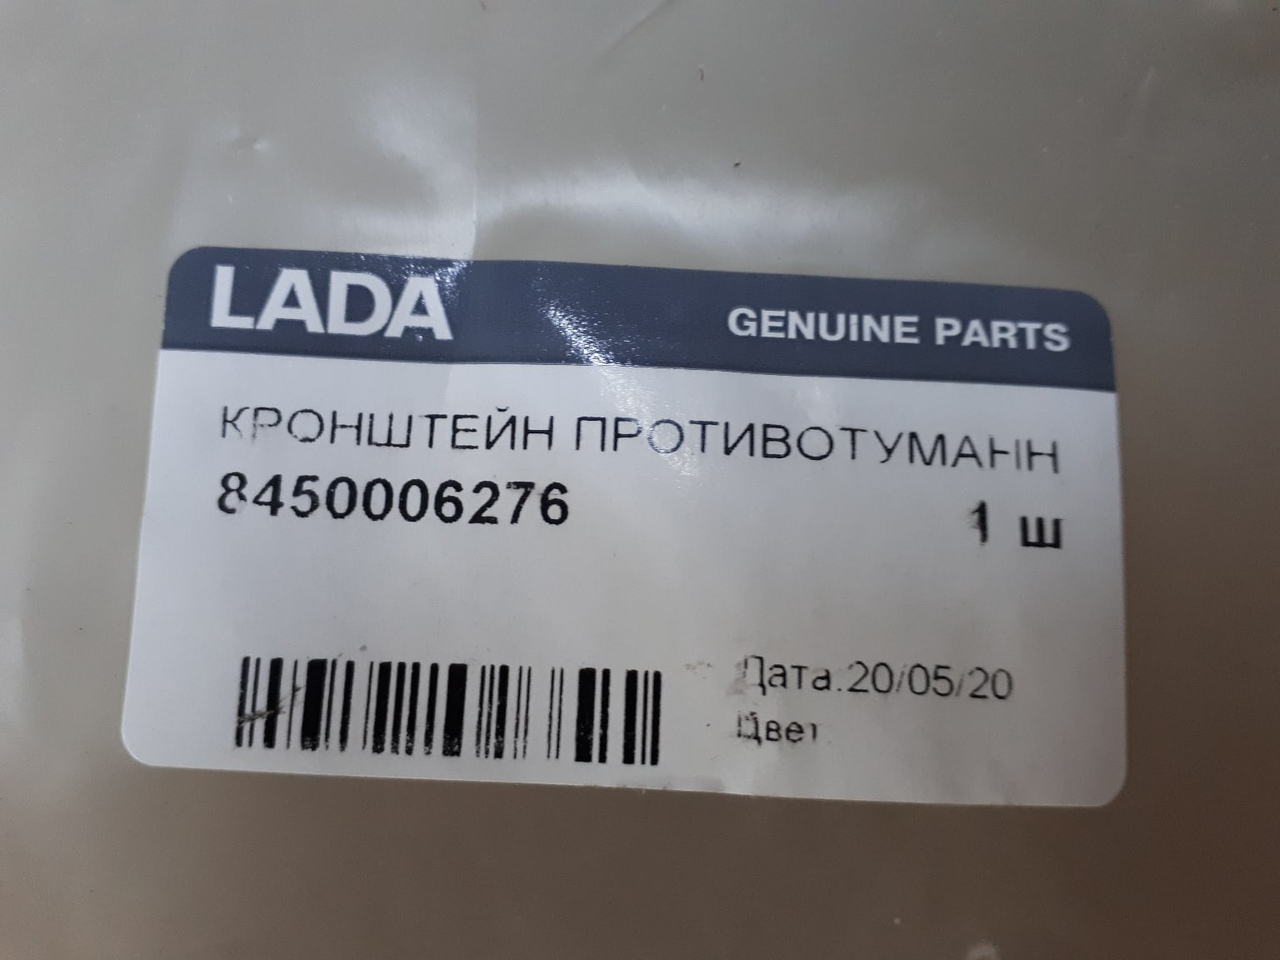 LADA GENUINE PARTS
КРОНШТЕЙН ПРОТИВОТУМАНН
8450006276 1 ш
Дата.20/05/20
Цвет